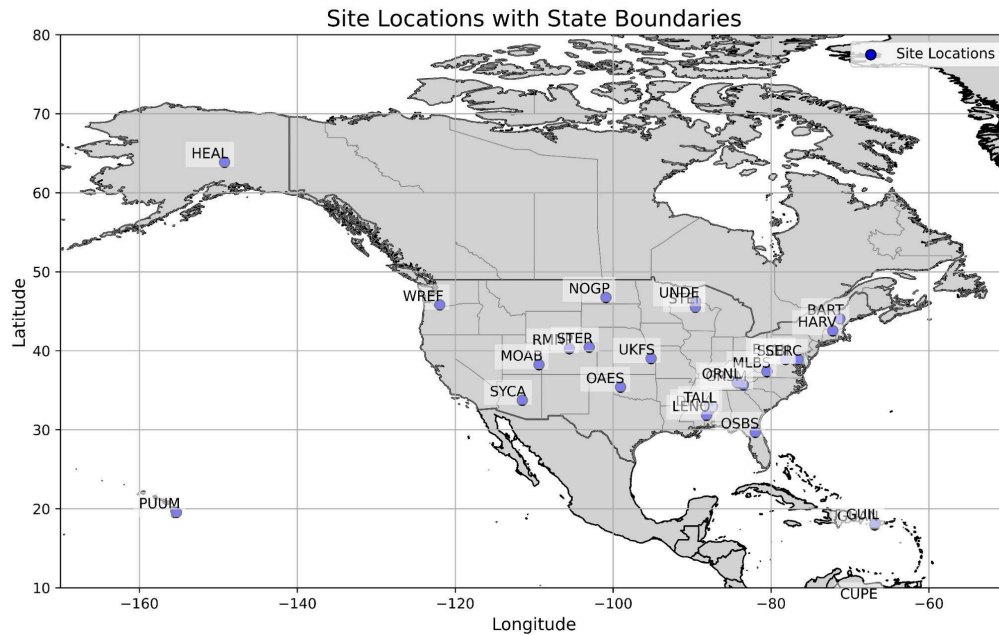 Site Locations with State Boundaries
80
Site Locations
70
HEAL
60
50
WREF
NOGP
UNDE
BART
HARV
40
STER
UKFS
SERC
MOAB
MLBS
ORNL
OAES
SYCA
TALL
LENO
30
OSBS
20
PUUM
GUIL
10
CUPE
−160
−140
−120
−100
−80
−60
Latitude
Longitude